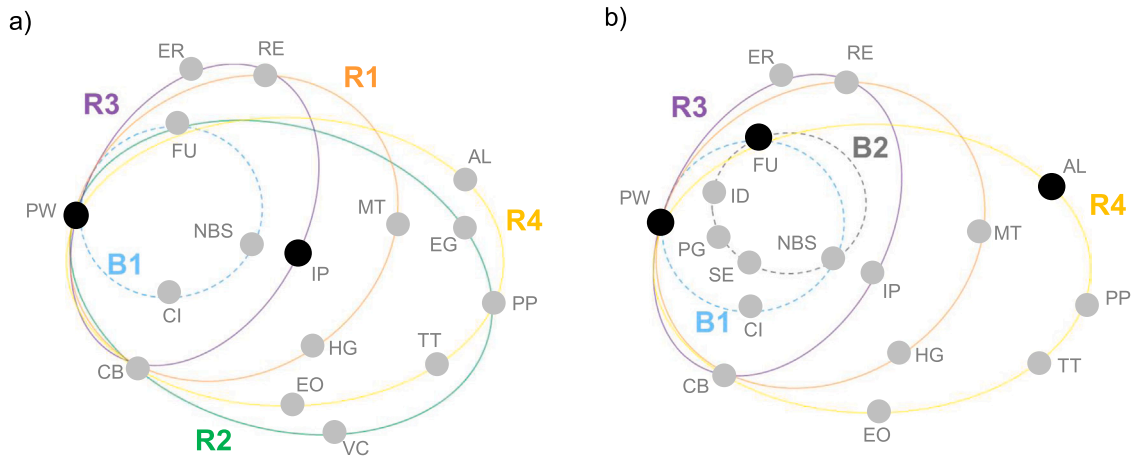 a)
ER
RE
R1
R3
FU
AL
PW
NBS
MT
EG
R4
B1
IP
CI
PP
TT
HG
CB
EO
R2
VC
b)
ER
RE
R3
FU
B2
AL
PW
ID
R4
PG
NBS
MT
SE
IP
PP
B1
CI
HG
TT
CB
EO